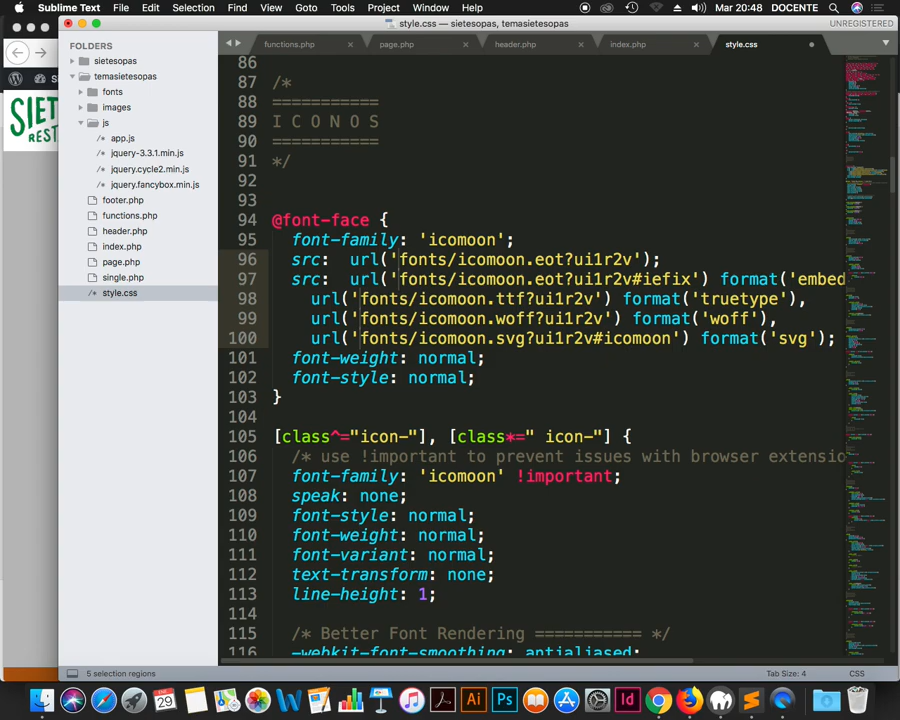 Sublime Text File Edit Selection Find View Goto Tools Project Window Help Mar 20:48 DOCENTE
style.css — sietesopas, temasietesopas UNREGISTERED
FOLDERS
sietesopas
temasietesopas
fonts
images
js
/* app.js
/* jquery-3.3.1.min.js
/* jquery.cycle2.min.js
/* jquery.fancybox.min.js
footer.php
functions.php
header.php
index.php
page.php
single.php
/* style.css
functions.php × page.php × header.php × index.php × style.css
86
87 /*
88 ===========
89 I C O N O S
90 ===========
91 */
92
93
94 @font-face {
95 font-family: 'icomoon';
96 src: url('fonts/icomoon.eot?ui1r2v');
97 src: url('fonts/icomoon.eot?ui1r2v#iefix') format('embed
98 url('fonts/icomoon.ttf?ui1r2v') format('truetype'),
99 url('fonts/icomoon.woff?ui1r2v') format('woff'),
100 url('fonts/icomoon.svg?ui1r2v#icomoon') format('svg');
101 font-weight: normal;
102 font-style: normal;
103 }
104
105 [class^="icon-"], [class*=" icon-"] {
106 /* use !important to prevent issues with browser extensio
107 font-family: 'icomoon' !important;
108 speak: none;
109 font-style: normal;
110 font-weight: normal;
111 font-variant: normal;
112 text-transform: none;
113 line-height: 1;
114
115 /* Better Font Rendering =========== */
116 -webkit-font-smoothing: antialiased;
5 selection regions Tab Size: 4 CSS